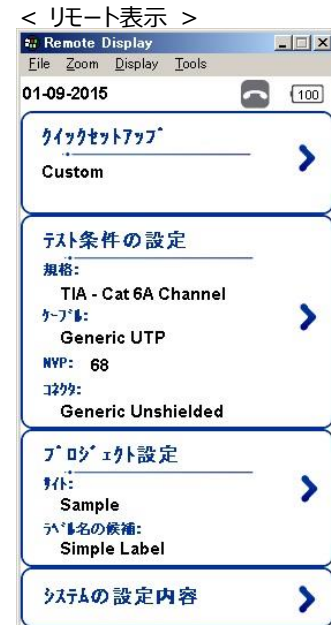 < リモート表示 >
Remote Display
File Zoom Display Tools
01-09-2015 100
クイックセットアップ
Custom
テスト条件の設定
規格:
TIA - Cat 6A Channel
ケーブル:
Generic UTP
NVP: 68
コネクタ:
Generic Unshielded
プロジェクト設定
サイト:
Sample
ラベル名の候補:
Simple Label
システムの設定内容